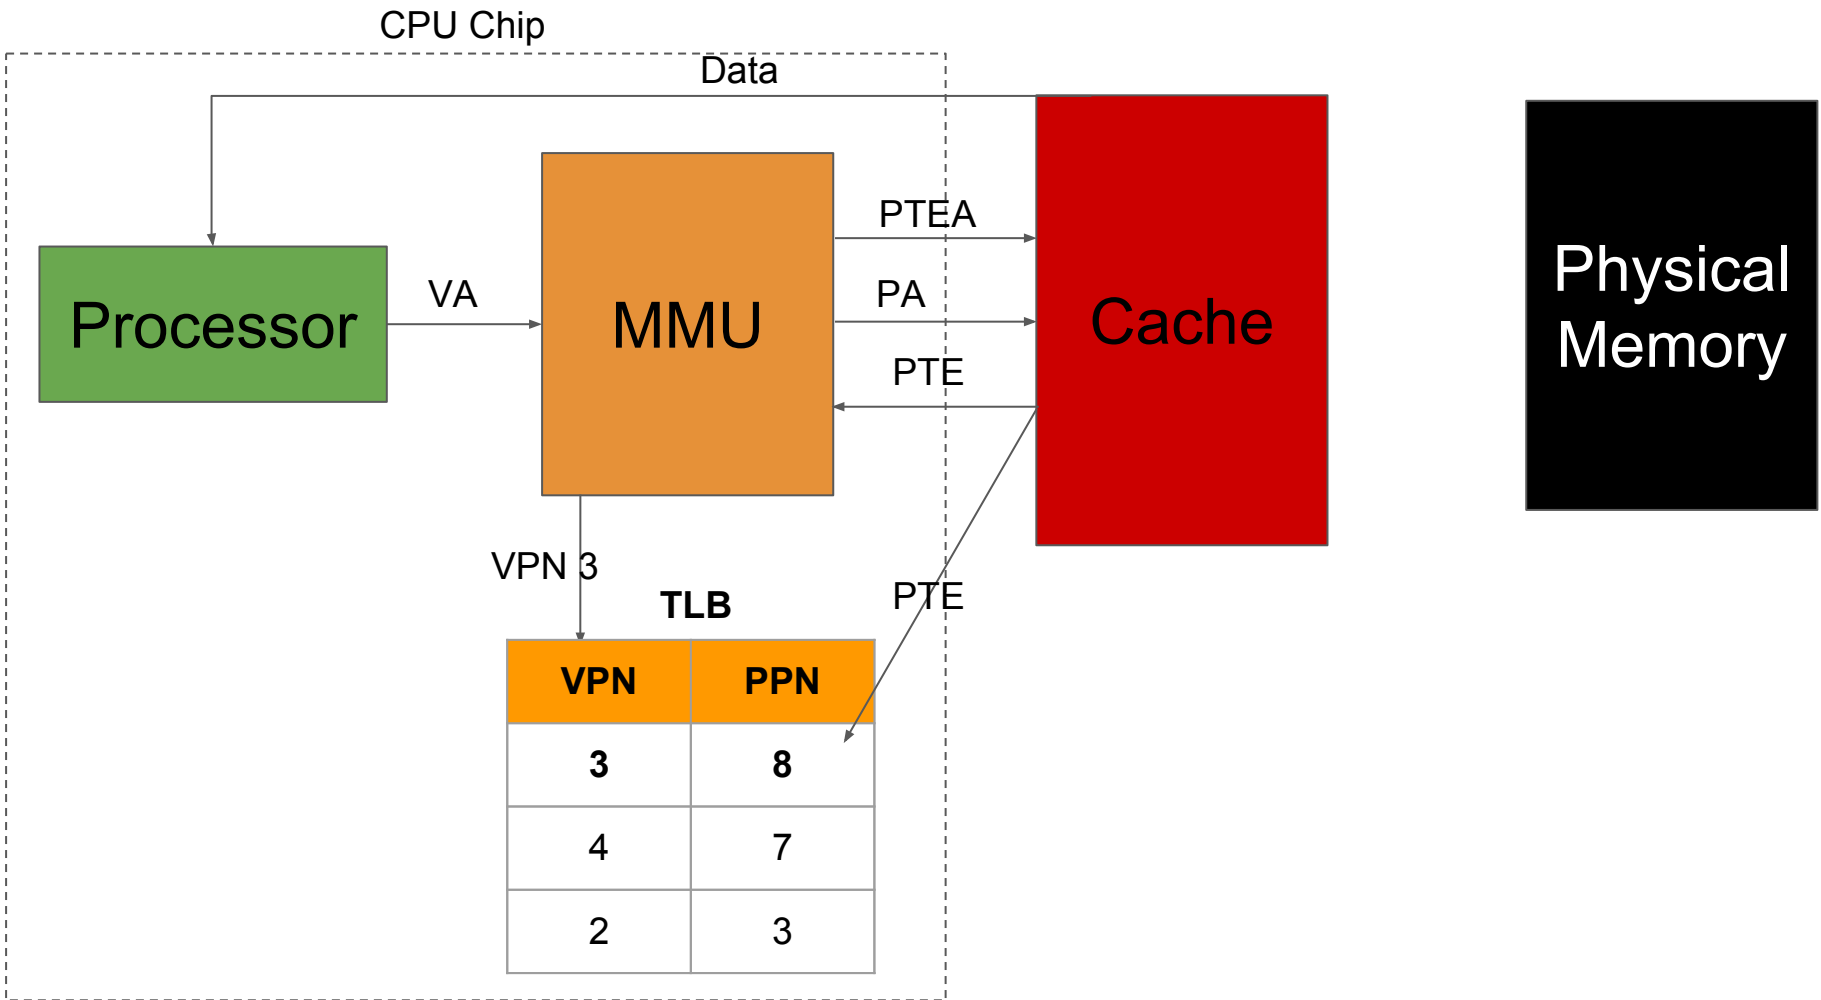 CPU Chip
Data
PTEA
VA
PA
Processor
MMU
Cache
Physical
Memory
PTE
VPN 3
TLB
PTE
VPN PPN
3 8
4 7
2 3